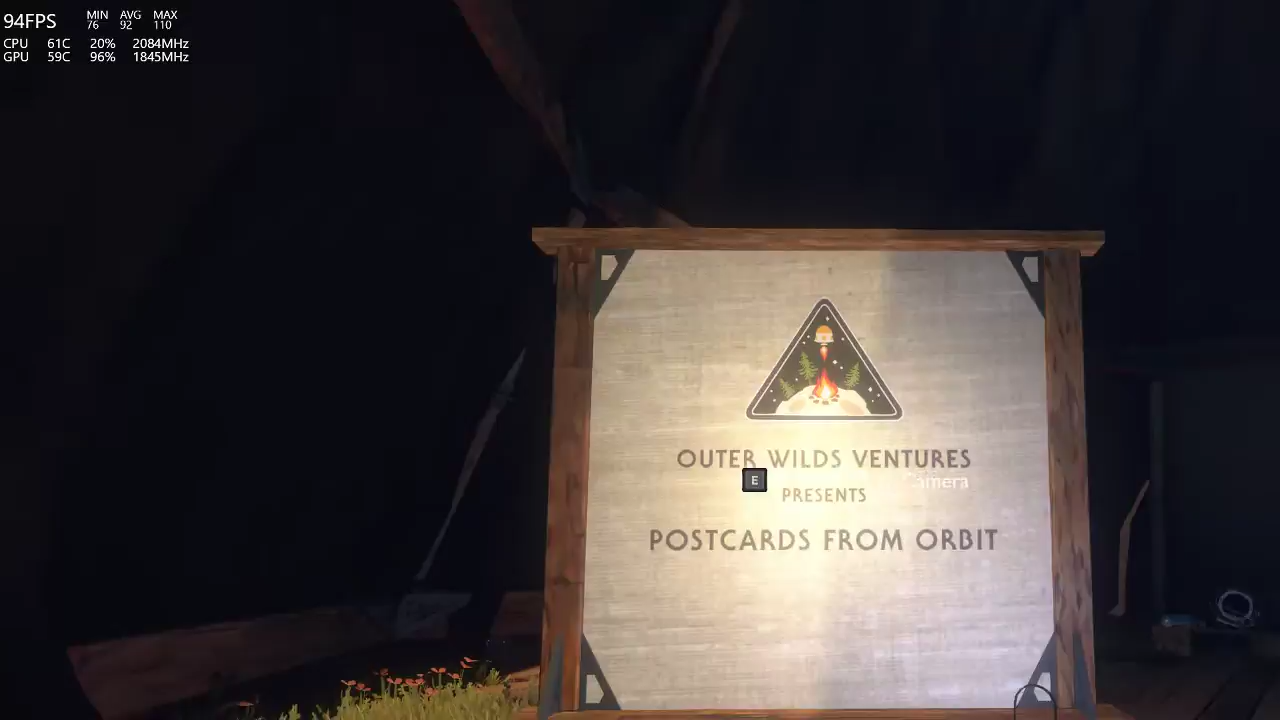 94FPS MIN AVG MAX
76 92 110
CPU 61C 20% 2084MHz
GPU 59C 96% 1845MHz
OUTER WILDS VENTURES
E Camera
PRESENTS
POSTCARDS FROM ORBIT